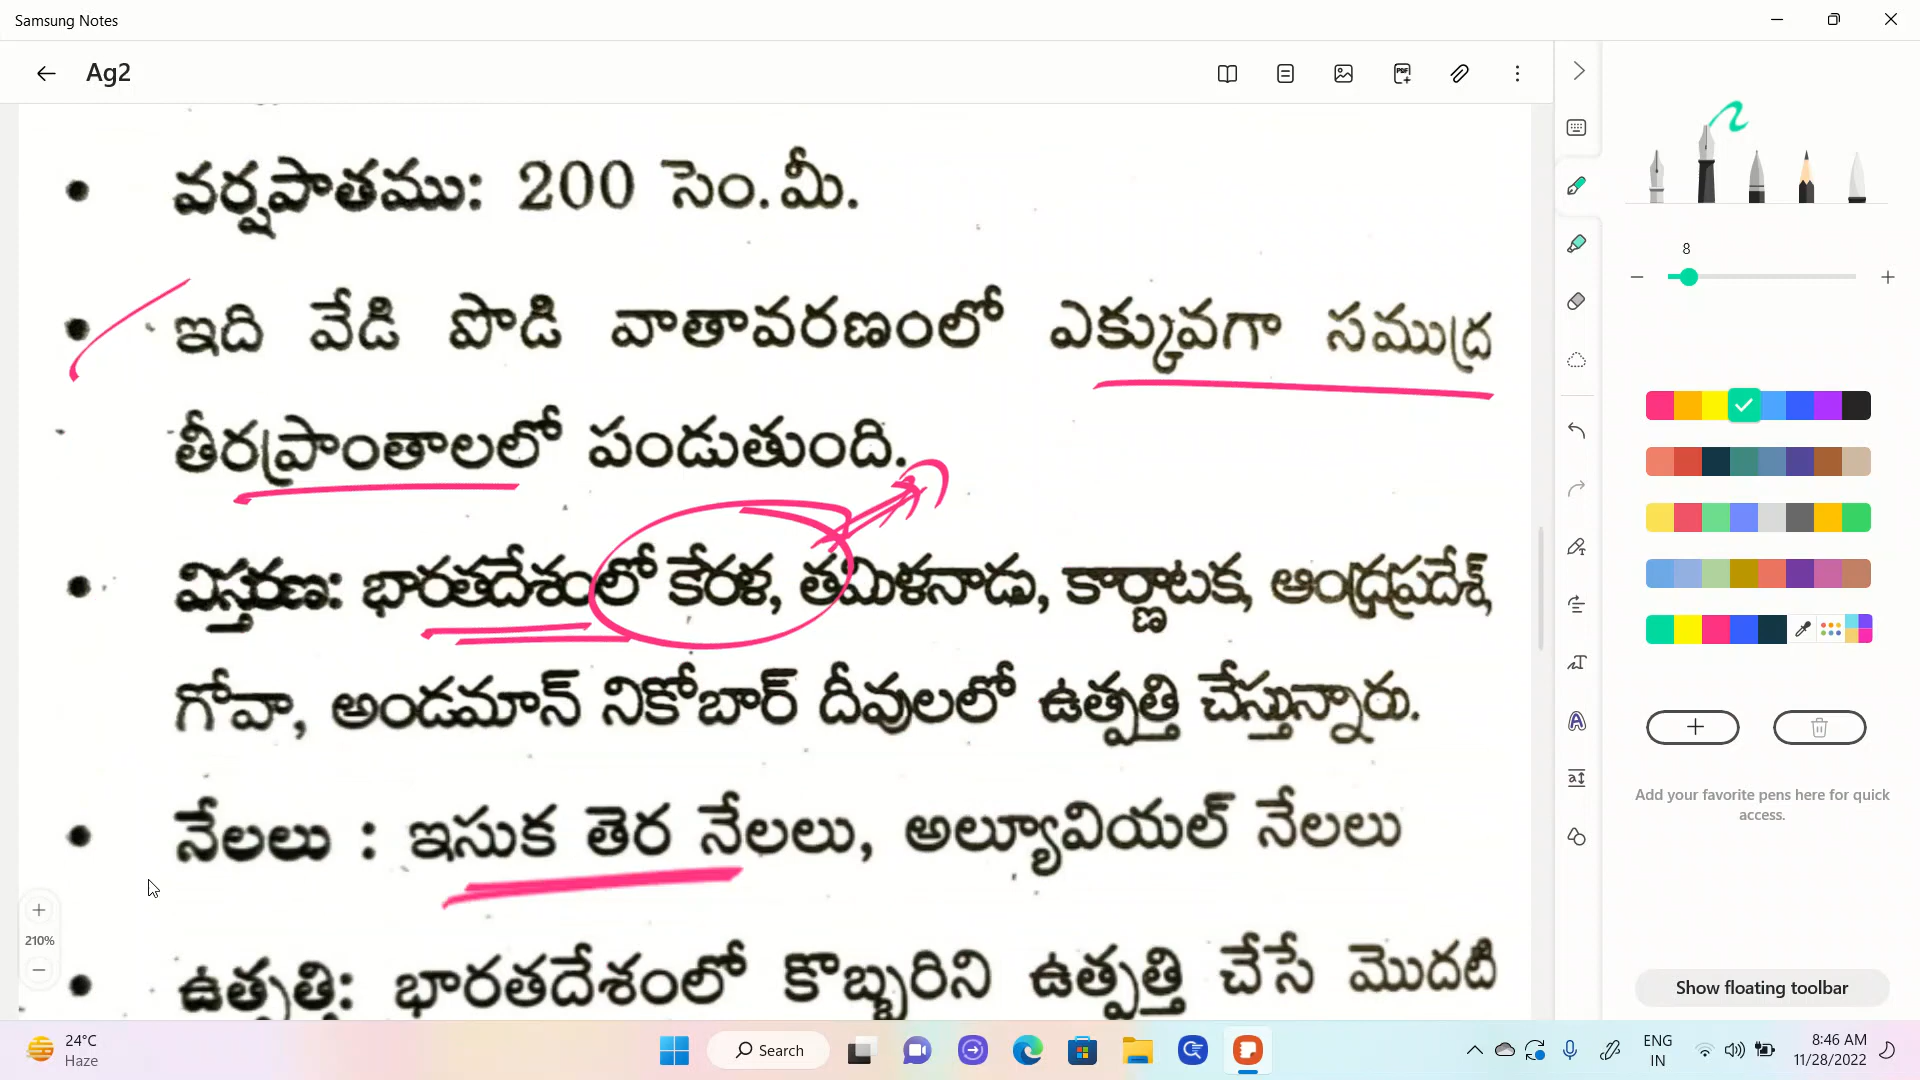 Samsung Notes
Ag2
వర్షపాతము: 200 సెం.మీ.
ఇది వేడి పొడి వాతావరణంలో ఎక్కువగా సముద్ర
తీరప్రాంతాలలో పండుతుంది.
విస్తరణ: భారతదేశంలో కేరళ, తమిళనాడు, కార్ణాటక, ఆంధ్రప్రదేశ్,
గోవా, అండమాన్ నికోబార్ దీవులలో ఉత్పత్తి చేస్తున్నారు.
నేలలు : ఇసుక తెర నేలలు, అల్యూవియల్ నేలలు
ఉత్పత్తి: భారతదేశంలో కొబ్బరిని ఉత్పత్తి చేసే మొదటి
210%
8
Add your favorite pens here for quick
access.
Show floating toolbar
24°C
Haze
Search
ENG
IN
8:46 AM
11/28/2022